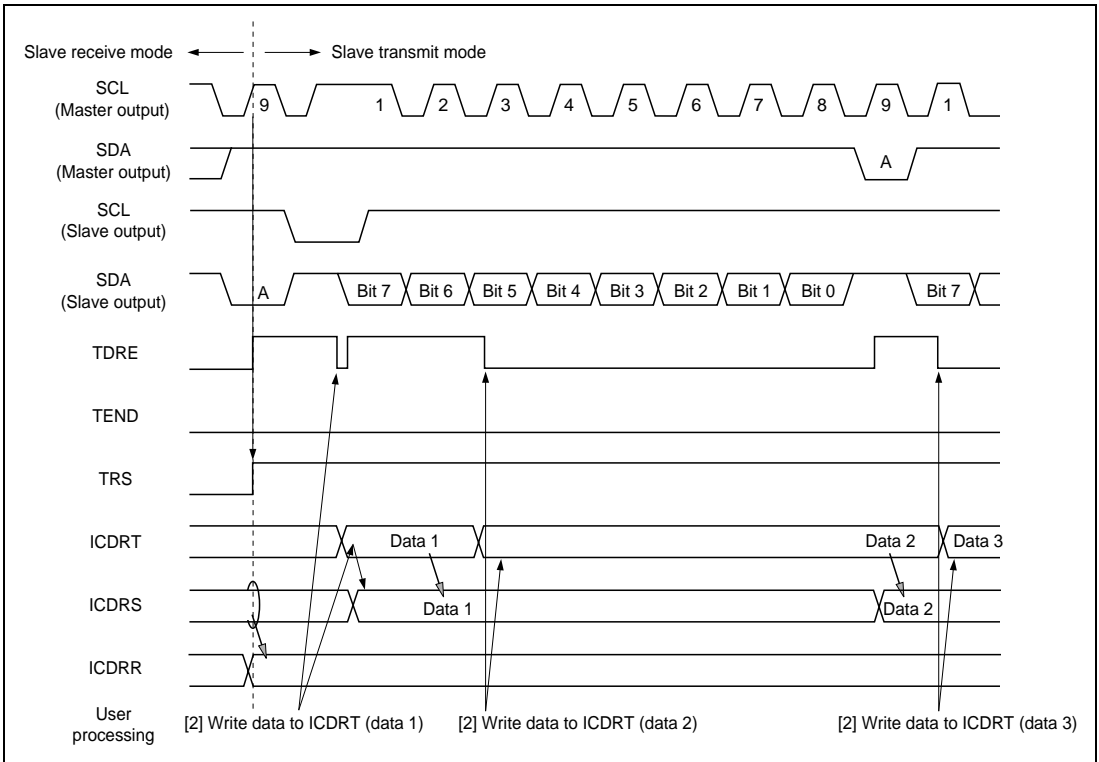 Slave receive mode Slave transmit mode
SCL
(Master output)
9 1 2 3 4 5 6 7 8 9 1
SDA
(Master output)
A
SCL
(Slave output)
SDA
(Slave output)
A Bit 7 Bit 6 Bit 5 Bit 4 Bit 3 Bit 2 Bit 1 Bit 0 Bit 7
TDRE
TEND
TRS
ICDRT Data 1 Data 2 Data 3
ICDRS Data 1 Data 2
ICDRR
User
processing
[2] Write data to ICDRT (data 1) [2] Write data to ICDRT (data 2) [2] Write data to ICDRT (data 3)